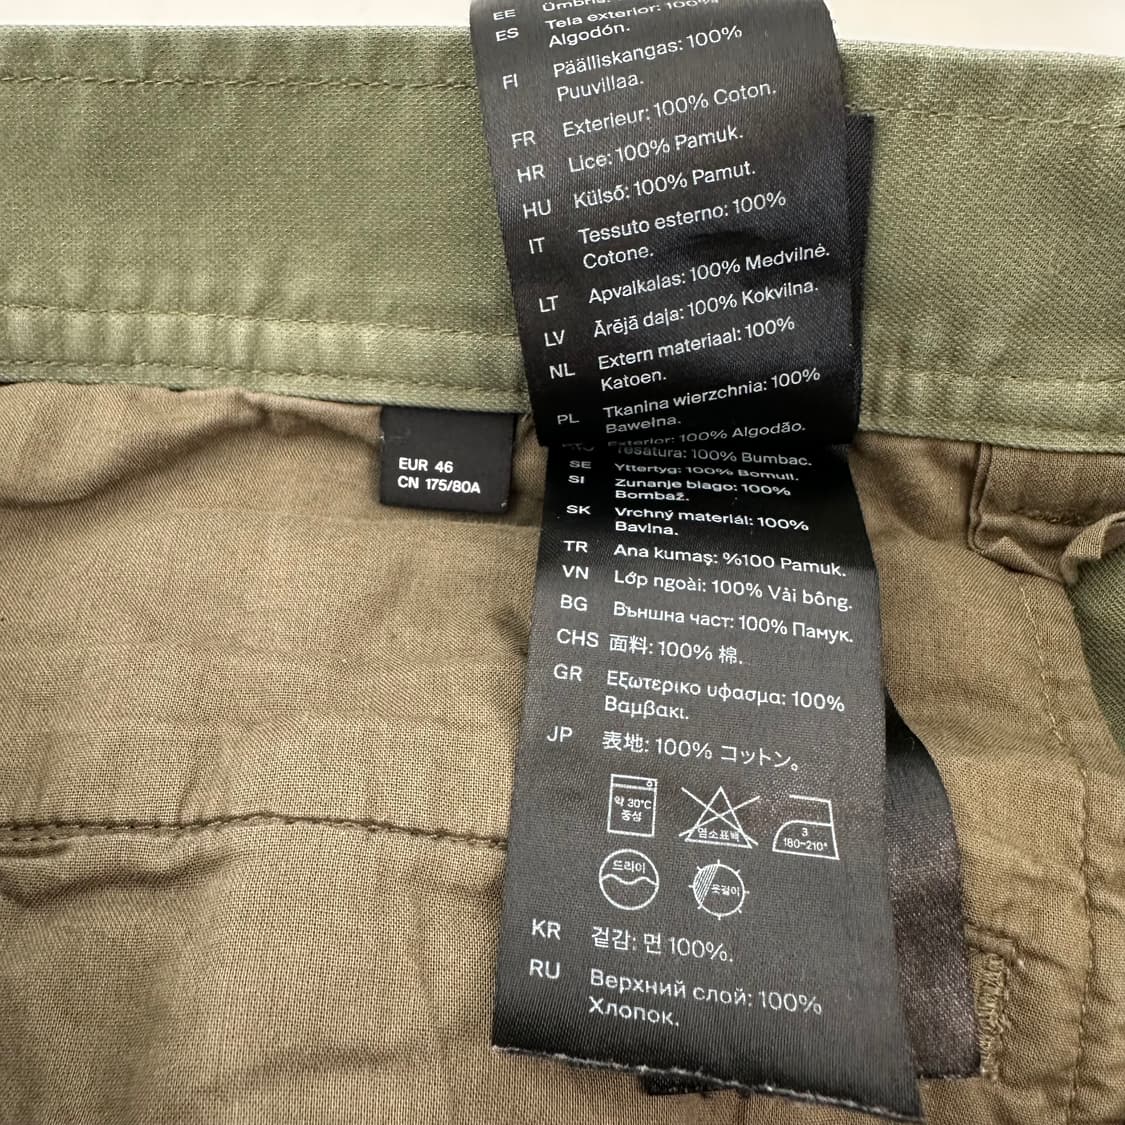 EE
ES Tela exterior: 100%
Algodón.
FI Päälliskangas: 100%
Puuvillaa.
FR Exterieur: 100% Coton.
HR Lice: 100% Pamuk.
HU Külső: 100% Pamut.
IT Tessuto esterno: 100%
Cotone.
LT Apvalkalas: 100% Medvilnė.
LV Ārējā daļa: 100% Kokvilna.
NL Extern materiaal: 100%
Katoen.
PL Tkanina wierzchnia: 100%
Bawełna.
Exterior: 100% Algodão.
Tesatura: 100% Bumbac.
SE Yttertyg: 100% Bomull.
SI Zunanje blago: 100%
Bombaž.
SK Vrchný materiál: 100%
Bavlna.
TR Ana kumaş: %100 Pamuk.
VN Lớp ngoài: 100% Vải bông.
BG Външна част: 100% Памук.
CHS 面料: 100% 棉.
GR Εξωτερικο υφασμα: 100%
Βαμβακι.
JP 表地: 100% コットン。
약 30°C
중성
염소표백
3
180~210°
드라이
옷걸이
KR 겉감: 면 100%.
RU Верхний слой: 100%
Хлопок.
EUR 46
CN 175/80A